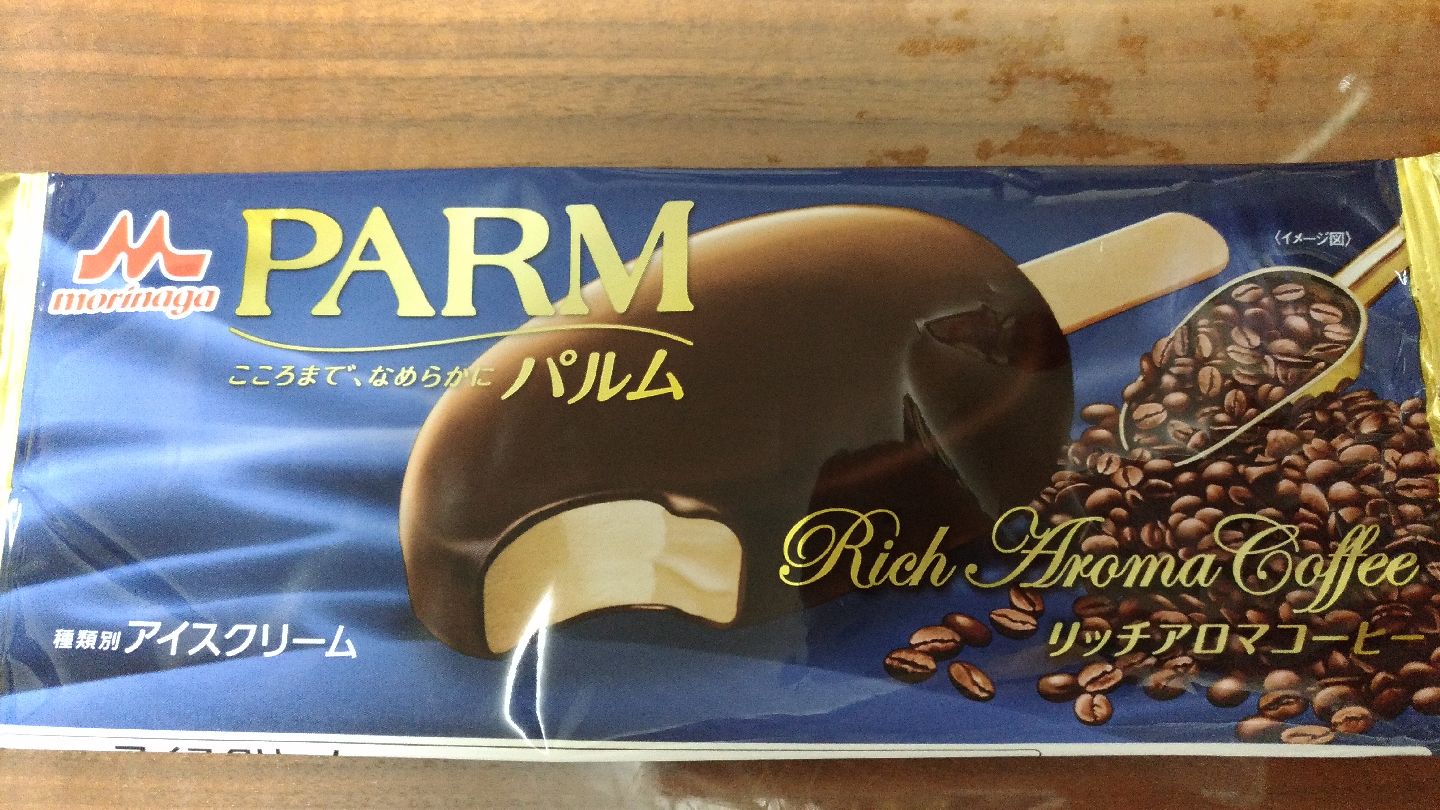 morinaga
PARM
こころまで、なめらかに パルム
〈イメージ図〉
Rich Aroma Coffee
リッチアロマコーヒー
種類別 アイスクリーム